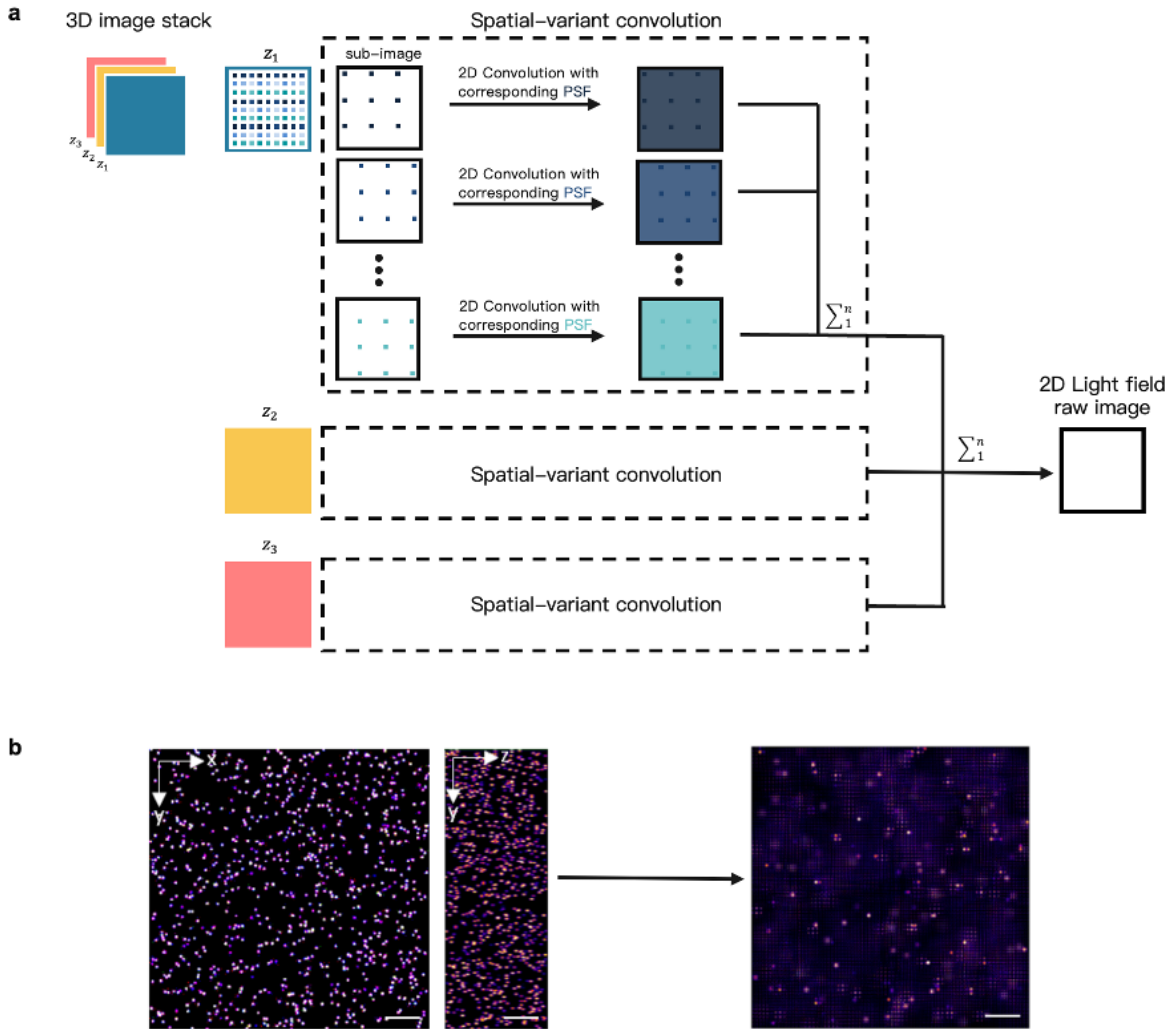 a
3D image stack
Spatial-variant convolution
z₁
sub-image
2D Convolution with
corresponding PSF
z₃
z₂
z₁
2D Convolution with
corresponding PSF
2D Convolution with
corresponding PSF
∑₁ⁿ
2D Light field
raw image
z₂
Spatial-variant convolution
∑₁ⁿ
z₃
Spatial-variant convolution
b
x
y
z
y